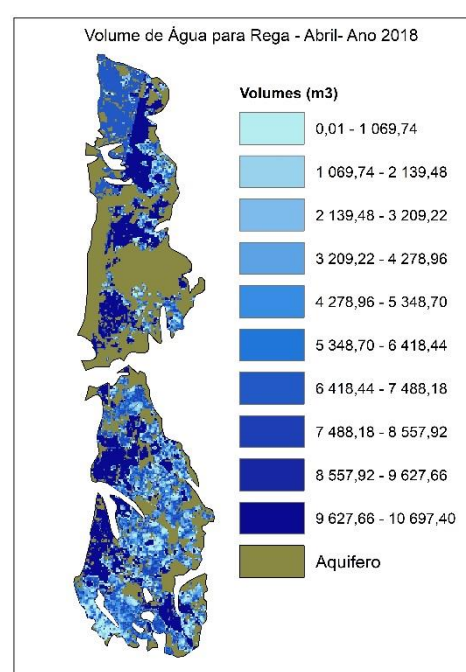 Volume de Água para Rega - Abril- Ano 2018
Volumes (m3)
0,01 - 1 069,74
1 069,74 - 2 139,48
2 139,48 - 3 209,22
3 209,22 - 4 278,96
4 278,96 - 5 348,70
5 348,70 - 6 418,44
6 418,44 - 7 488,18
7 488,18 - 8 557,92
8 557,92 - 9 627,66
9 627,66 - 10 697,40
Aquifero